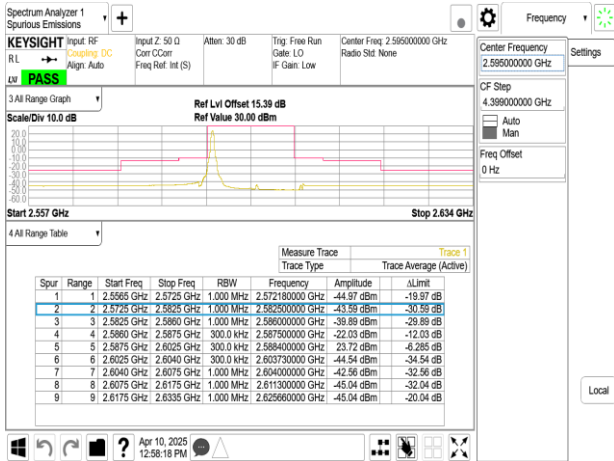 Spectrum Analyzer 1
Spurious Emissions
Frequency
KEYSIGHT
RL
PASS
Input: RF
Coupling: DC
Align: Auto
Input Z: 50 Ω
Corr CCorr
Freq Ref: Int (S)
Atten: 30 dB
Trig: Free Run
Gate: LO
IF Gain: Low
Center Freq: 2.595000000 GHz
Radio Std: None
Center Frequency
2.595000000 GHz
Settings
CF Step
4.399000000 GHz
Auto
Man
Freq Offset
0 Hz
Local
3 All Range Graph
Scale/Div 10.0 dB
Ref Lvl Offset 15.39 dB
Ref Value 30.00 dBm
20.0
10.0
0.00
-10.0
-20.0
-30.0
-40.0
-50.0
-60.0
Start 2.557 GHz
Stop 2.634 GHz
4 All Range Table
Measure Trace Trace 1
Trace Type Trace Average (Active)
Spur Range Start Freq Stop Freq RBW Frequency Amplitude ΔLimit
1 1 2.5565 GHz 2.5725 GHz 1.000 MHz 2.572180000 GHz -44.97 dBm -19.97 dB
2 2 2.5725 GHz 2.5825 GHz 1.000 MHz 2.582500000 GHz -43.59 dBm -30.59 dB
3 3 2.5825 GHz 2.5860 GHz 1.000 MHz 2.586000000 GHz -39.89 dBm -29.89 dB
4 4 2.5860 GHz 2.5875 GHz 300.0 kHz 2.587500000 GHz -22.03 dBm -12.03 dB
5 5 2.5875 GHz 2.6025 GHz 300.0 kHz 2.588400000 GHz 23.72 dBm -6.285 dB
6 6 2.6025 GHz 2.6040 GHz 300.0 kHz 2.603730000 GHz -44.54 dBm -34.54 dB
7 7 2.6040 GHz 2.6075 GHz 1.000 MHz 2.604000000 GHz -42.56 dBm -32.56 dB
8 8 2.6075 GHz 2.6175 GHz 1.000 MHz 2.611300000 GHz -45.04 dBm -32.04 dB
9 9 2.6175 GHz 2.6335 GHz 1.000 MHz 2.625660000 GHz -45.04 dBm -20.04 dB
Apr 10, 2025
12:58:18 PM